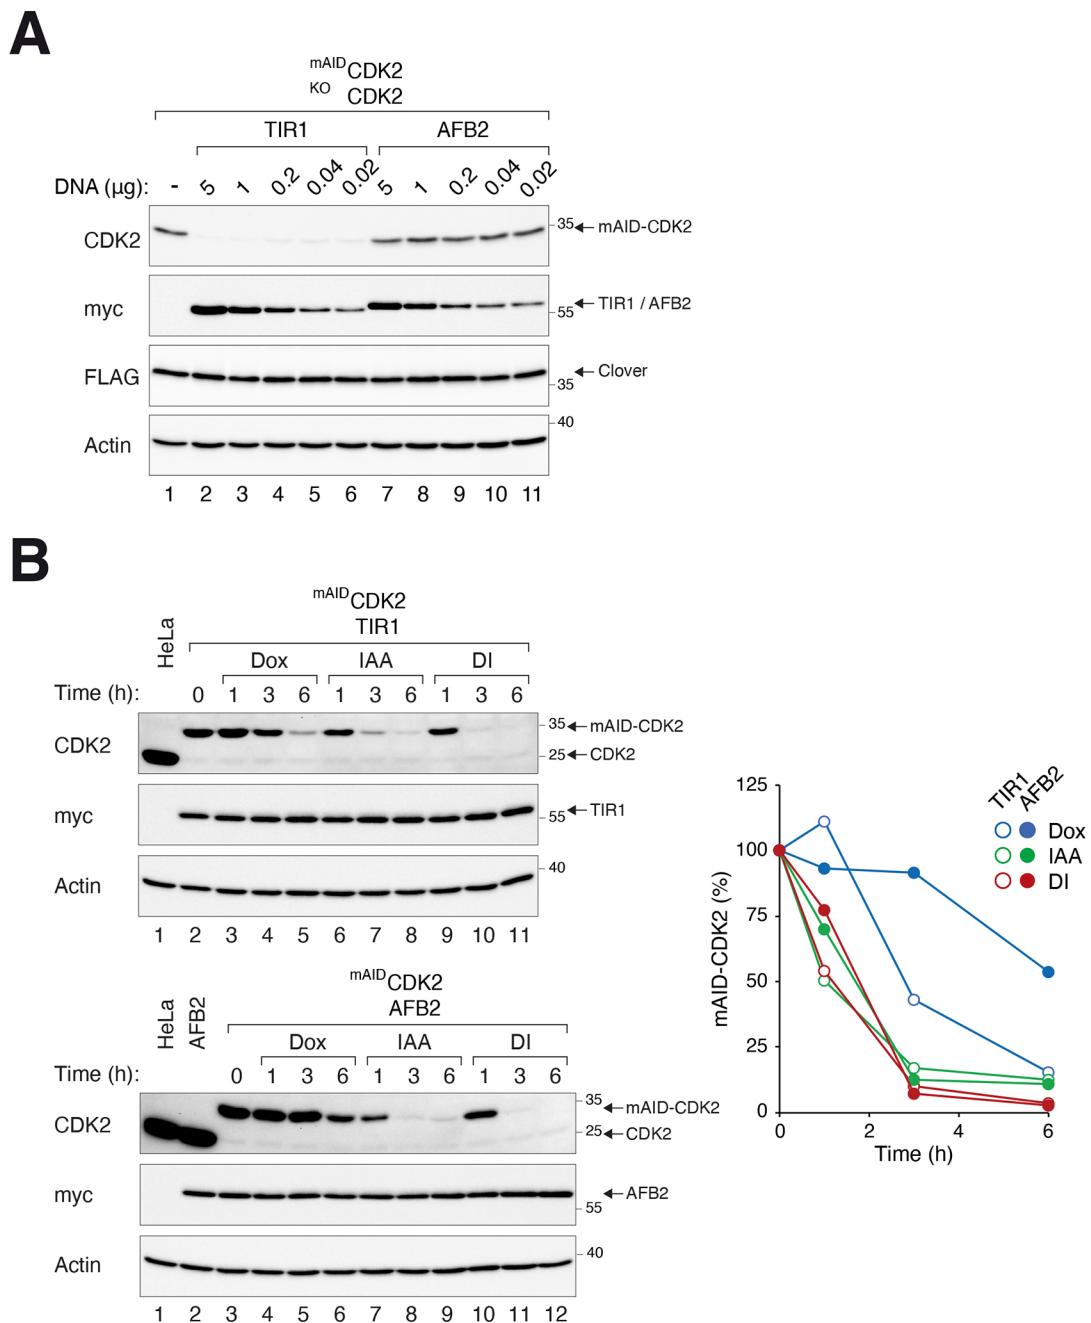 A
mAIDCDK2
KO CDK2
TIR1 AFB2
DNA (μg): - 5 1 0.2 0.04 0.02 5 1 0.2 0.04 0.02
CDK2 35 mAID-CDK2
myc 55 TIR1 / AFB2
FLAG 35 Clover
Actin 40
1 2 3 4 5 6 7 8 9 10 11
B
mAIDCDK2
TIR1
HeLa
Dox IAA DI
Time (h): 0 1 3 6 1 3 6 1 3 6
CDK2 35 mAID-CDK2
25 CDK2
myc 55 TIR1
Actin 40
1 2 3 4 5 6 7 8 9 10 11
mAIDCDK2
AFB2
HeLa AFB2
Dox IAA DI
Time (h): 0 1 3 6 1 3 6 1 3 6
CDK2 35 mAID-CDK2
25 CDK2
myc 55 AFB2
Actin 40
1 2 3 4 5 6 7 8 9 10 11 12
TIR1 AFB2
Dox
IAA
DI
mAID-CDK2 (%)
125
100
75
50
25
0
0 2 4 6
Time (h)